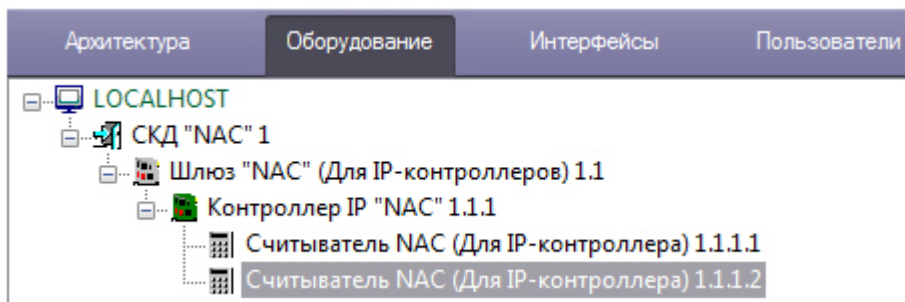 Архитектура Оборудование Интерфейсы Пользователи
LOCALHOST
СКД "NAC" 1
Шлюз "NAC" (Для IP-контроллеров) 1.1
Контроллер IP "NAC" 1.1.1
Считыватель NAC (Для IP-контроллера) 1.1.1.1
Считыватель NAC (Для IP-контроллера) 1.1.1.2